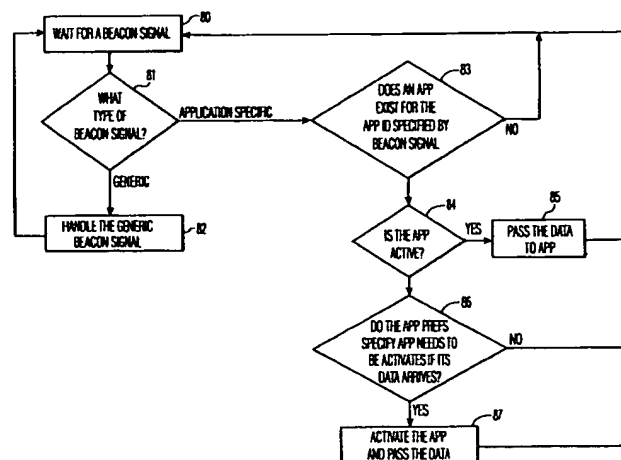 80
WAIT FOR A BEACON SIGNAL
81
WHAT
TYPE OF
BEACON SIGNAL?
APPLICATION SPECIFIC
GENERIC
HANDLE THE GENERIC
BEACON SIGNAL
82
83
DOES AN APP
EXIST FOR THE
APP ID SPECIFIED BY
BEACON SIGNAL
NO
84
IS THE APP
ACTIVE?
YES
85
PASS THE DATA
TO APP
86
DO THE APP PREFS
SPECIFY APP NEEDS TO
BE ACTIVATES IF ITS
DATA ARRIVES?
NO
YES
87
ACTIVATE THE APP
AND PASS THE DATA